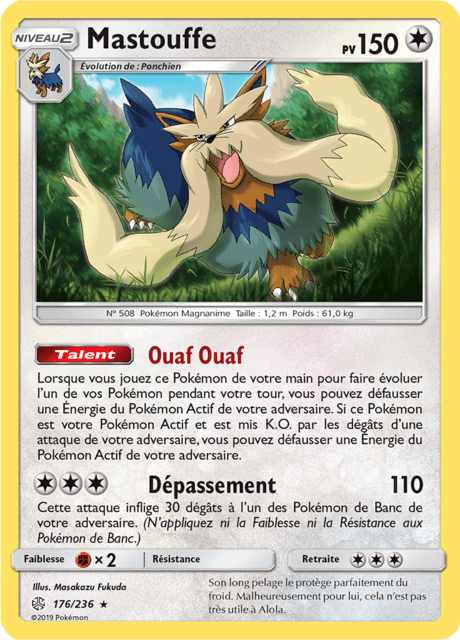 NIVEAU 2
Mastouffe
PV 150
Évolution de : Ponchien
N° 508 Pokémon Magnanime Taille : 1,2 m Poids : 61,0 kg
Talent Ouaf Ouaf
Lorsque vous jouez ce Pokémon de votre main pour faire évoluer
l'un de vos Pokémon pendant votre tour, vous pouvez défausser
une Énergie du Pokémon Actif de votre adversaire. Si ce Pokémon
est votre Pokémon Actif et est mis K.O. par les dégâts d'une
attaque de votre adversaire, vous pouvez défausser une Énergie du
Pokémon Actif de votre adversaire.
Dépassement 110
Cette attaque inflige 30 dégâts à l'un des Pokémon de Banc de
votre adversaire. (N'appliquez ni la Faiblesse ni la Résistance aux
Pokémon de Banc.)
Faiblesse × 2 Résistance Retraite
Illus. Masakazu Fukuda
176/236
©2019 Pokémon
Son long pelage le protège parfaitement du
froid. Malheureusement pour lui, cela n'est pas
très utile à Alola.